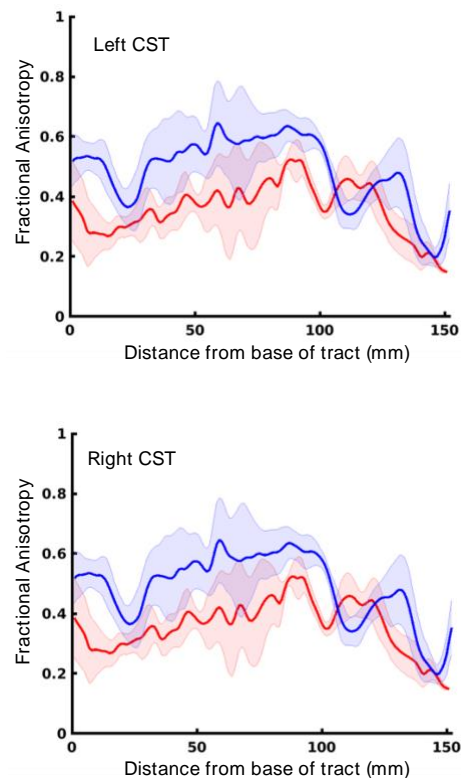 1
Left CST
0.8
0.6
0.4
0.2
0
0 50 100 150
Fractional Anisotropy
Distance from base of tract (mm)
1
Right CST
0.8
0.6
0.4
0.2
0
0 50 100 150
Fractional Anisotropy
Distance from base of tract (mm)